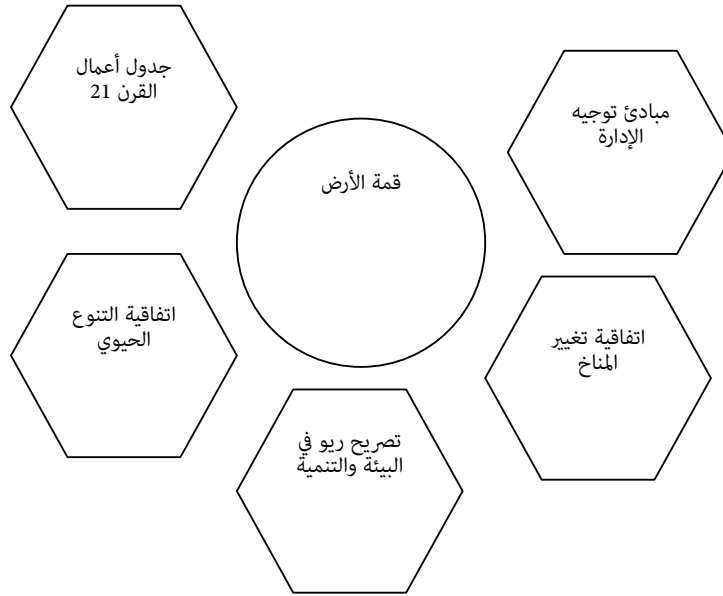 جدول أعمال
القرن 21
مبادئ توجيه
الإدارة
قمة الأرض
اتفاقية التنوع
الحيوي
اتفاقية تغيير
المناخ
تصريح ريو في
البيئة والتنمية